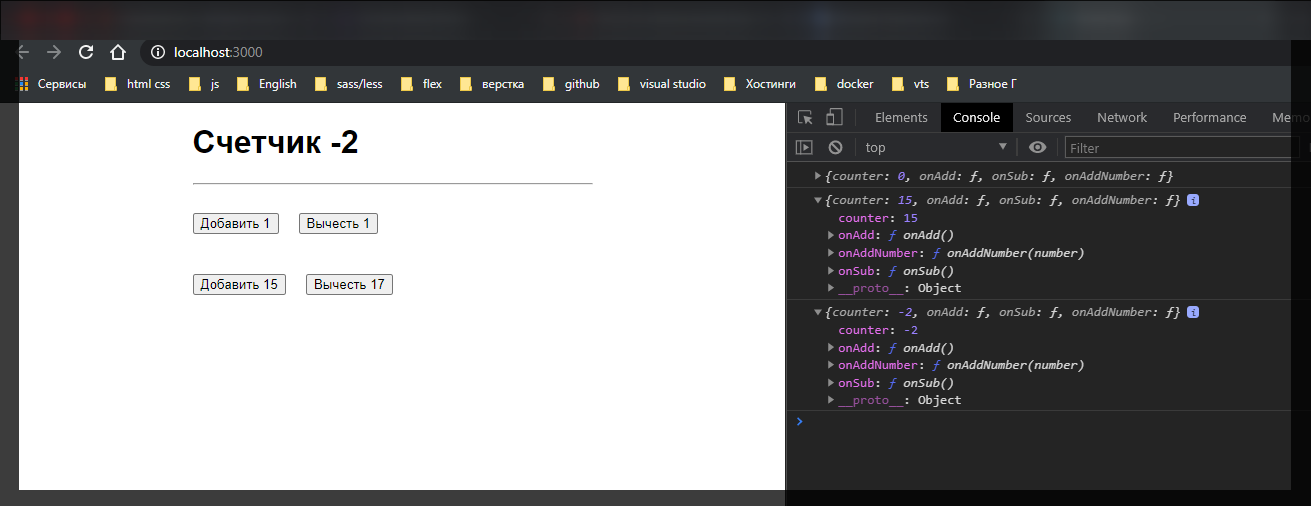 localhost:3000
Сервисы html css js English sass/less flex верстка github visual studio Хостинги docker vts Разное Г
Elements Console Sources Network Performance Memo
top Filter
Счетчик -2
Добавить 1 Вычесть 1
Добавить 15 Вычесть 17
{counter: 0, onAdd: ƒ, onSub: ƒ, onAddNumber: ƒ}
{counter: 15, onAdd: ƒ, onSub: ƒ, onAddNumber: ƒ} i
counter: 15
onAdd: ƒ onAdd()
onAddNumber: ƒ onAddNumber(number)
onSub: ƒ onSub()
__proto__: Object
{counter: -2, onAdd: ƒ, onSub: ƒ, onAddNumber: ƒ} i
counter: -2
onAdd: ƒ onAdd()
onAddNumber: ƒ onAddNumber(number)
onSub: ƒ onSub()
__proto__: Object